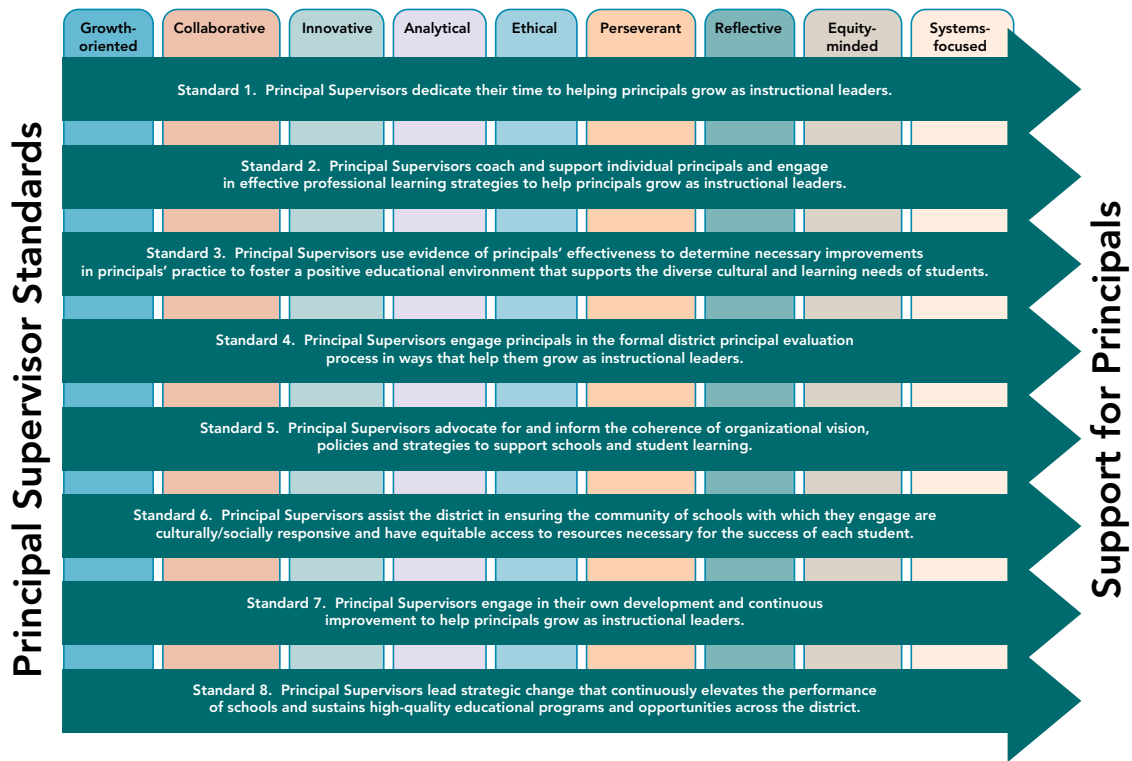 Growth-
oriented
Collaborative
Innovative
Analytical
Ethical
Perseverant
Reflective
Equity-
minded
Systems-
focused
Principal Supervisor Standards
Standard 1.  Principal Supervisors dedicate their time to helping principals grow as instructional leaders.
Standard 2.  Principal Supervisors coach and support individual principals and engage
in effective professional learning strategies to help principals grow as instructional leaders.
Standard 3.  Principal Supervisors use evidence of principals’ effectiveness to determine necessary improvements
in principals’ practice to foster a positive educational environment that supports the diverse cultural and learning needs of students.
Standard 4.  Principal Supervisors engage principals in the formal district principal evaluation
process in ways that help them grow as instructional leaders.
Standard 5.  Principal Supervisors advocate for and inform the coherence of organizational vision,
policies and strategies to support schools and student learning.
Standard 6.  Principal Supervisors assist the district in ensuring the community of schools with which they engage are
culturally/socially responsive and have equitable access to resources necessary for the success of each student.
Standard 7.  Principal Supervisors engage in their own development and continuous
improvement to help principals grow as instructional leaders.
Standard 8.  Principal Supervisors lead strategic change that continuously elevates the performance
of schools and sustains high-quality educational programs and opportunities across the district.
Support for Principals